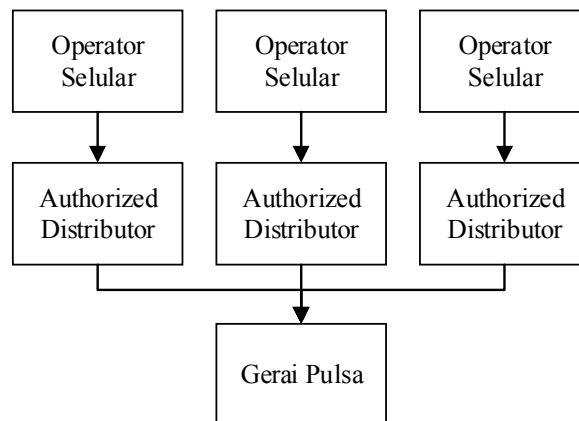 Operator
Selular
Operator
Selular
Operator
Selular
Authorized
Distributor
Authorized
Distributor
Authorized
Distributor
Gerai Pulsa